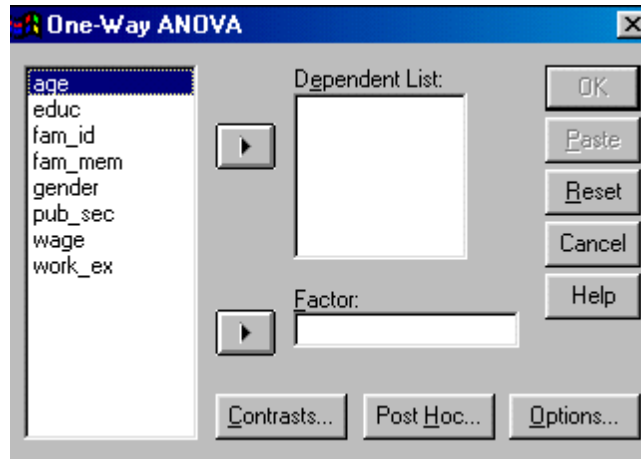 One-Way ANOVA
age
educ
fam_id
fam_mem
gender
pub_sec
wage
work_ex
Dependent List:
Factor:
OK
Paste
Reset
Cancel
Help
Contrasts... Post Hoc... Options...